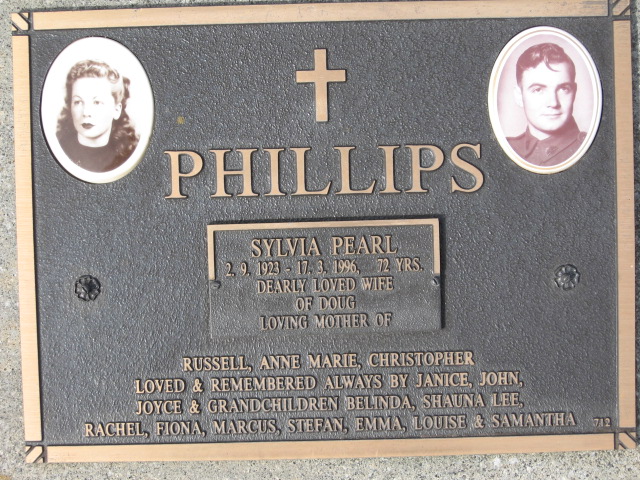 PHILLIPS
SYLVIA PEARL
2. 9. 1923 - 17. 3. 1996, 72 YRS.
DEARLY LOVED WIFE
OF DOUG
LOVING MOTHER OF
RUSSELL, ANNE MARIE, CHRISTOPHER
LOVED & REMEMBERED ALWAYS BY JANICE, JOHN,
JOYCE & GRANDCHILDREN BELINDA, SHAUNA LEE,
RACHEL, FIONA, MARCUS, STEFAN, EMMA, LOUISE & SAMANTHA 712